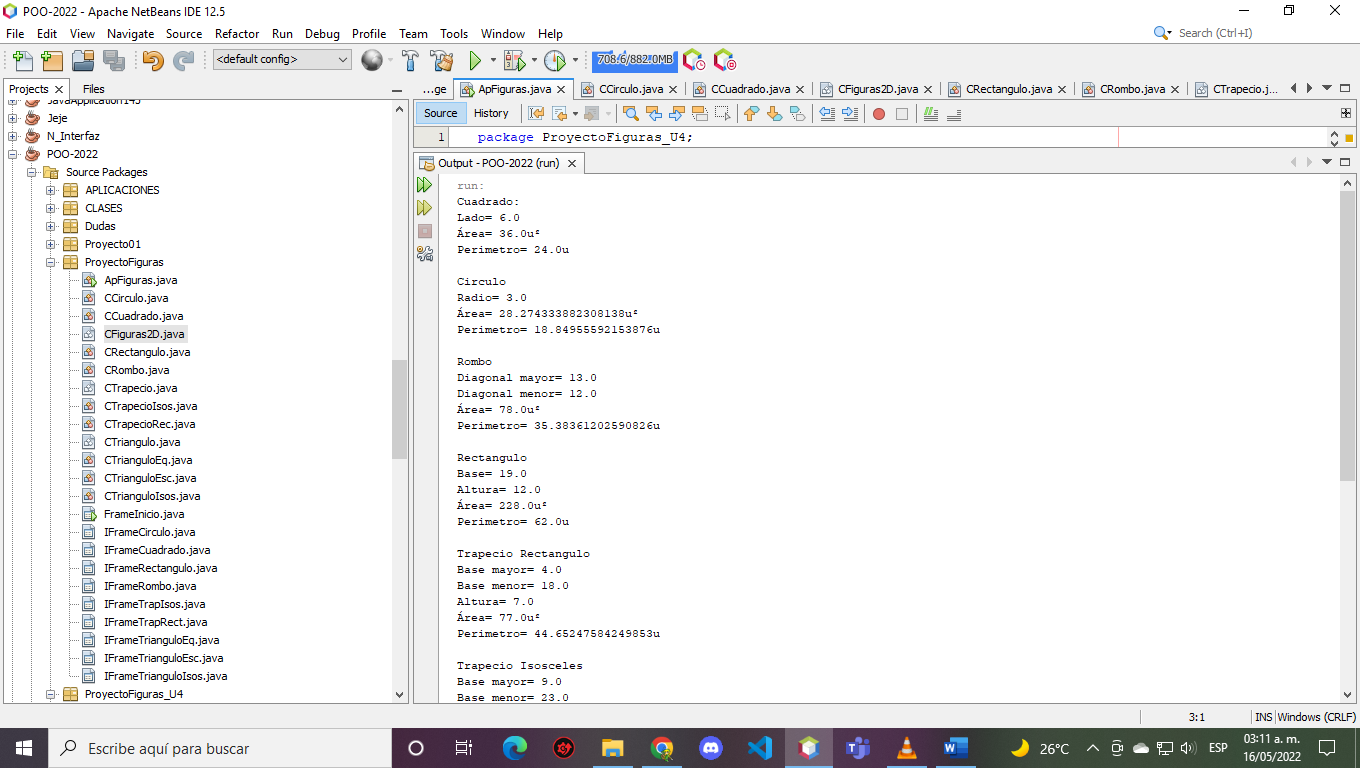 POO-2022 - Apache NetBeans IDE 12.5
File Edit View Navigate Source Refactor Run Debug Profile Team Tools Window Help
Search (Ctrl+I)
<default config>
708.6/882.0MB
Projects
Files
...ge
ApFiguras.java
CCirculo.java
CCuadrado.java
CFiguras2D.java
CRectangulo.java
CRombo.java
CTrapecio.j...
JavaApplication145
Jeje
N_Interfaz
POO-2022
Source Packages
APLICACIONES
CLASES
Dudas
Proyecto01
ProyectoFiguras
ApFiguras.java
CCirculo.java
CCuadrado.java
CFiguras2D.java
CRectangulo.java
CRombo.java
CTrapecio.java
CTrapecioIsos.java
CTrapecioRec.java
CTriangulo.java
CTrianguloEq.java
CTrianguloEsc.java
CTrianguloIsos.java
FrameInicio.java
IFrameCirculo.java
IFrameCuadrado.java
IFrameRectangulo.java
IFrameRombo.java
IFrameTrapIsos.java
IFrameTrapRect.java
IFrameTrianguloEq.java
IFrameTrianguloEsc.java
IFrameTrianguloIsos.java
ProyectoFiguras_U4
Source History
1 package ProyectoFiguras_U4;
Output - POO-2022 (run)
run:
Cuadrado:
Lado= 6.0
Área= 36.0u²
Perimetro= 24.0u
Circulo
Radio= 3.0
Área= 28.274333882308138u²
Perimetro= 18.84955592153876u
Rombo
Diagonal mayor= 13.0
Diagonal menor= 12.0
Área= 78.0u²
Perimetro= 35.38361202590826u
Rectangulo
Base= 19.0
Altura= 12.0
Área= 228.0u²
Perimetro= 62.0u
Trapecio Rectangulo
Base mayor= 4.0
Base menor= 18.0
Altura= 7.0
Área= 77.0u²
Perimetro= 44.65247584249853u
Trapecio Isosceles
Base mayor= 9.0
Base menor= 23.0
3:1
INS
Windows (CRLF)
Escribe aquí para buscar
26°C
ESP
03:11 a. m.
16/05/2022